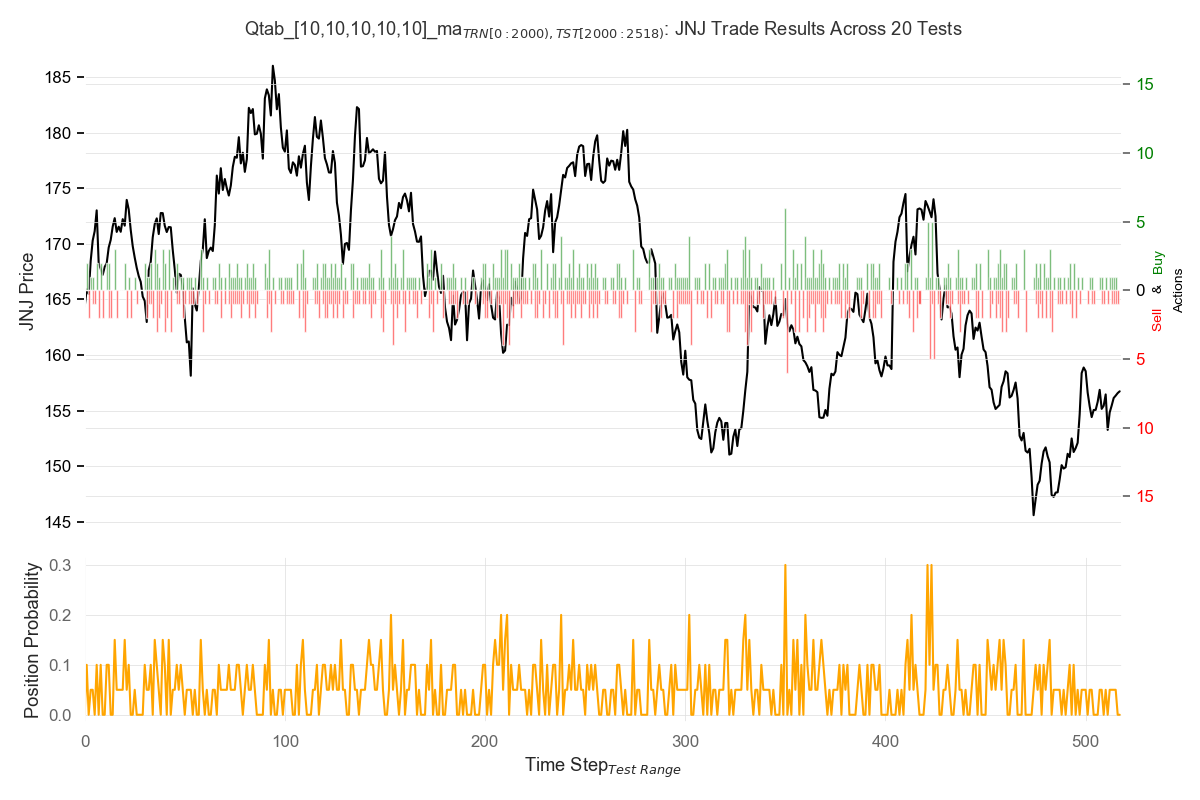 Qtab_[10,10,10,10,10]_ma_TRN[0:2000),TST[2000:2518): JNJ Trade Results Across 20 Tests
JNJ Price
185
180
175
170
165
160
155
150
145
15
10
5
0
5
10
15
Sell & Buy
Actions
Position Probability
0.3
0.2
0.1
0.0
0 100 200 300 400 500
Time Step Test Range